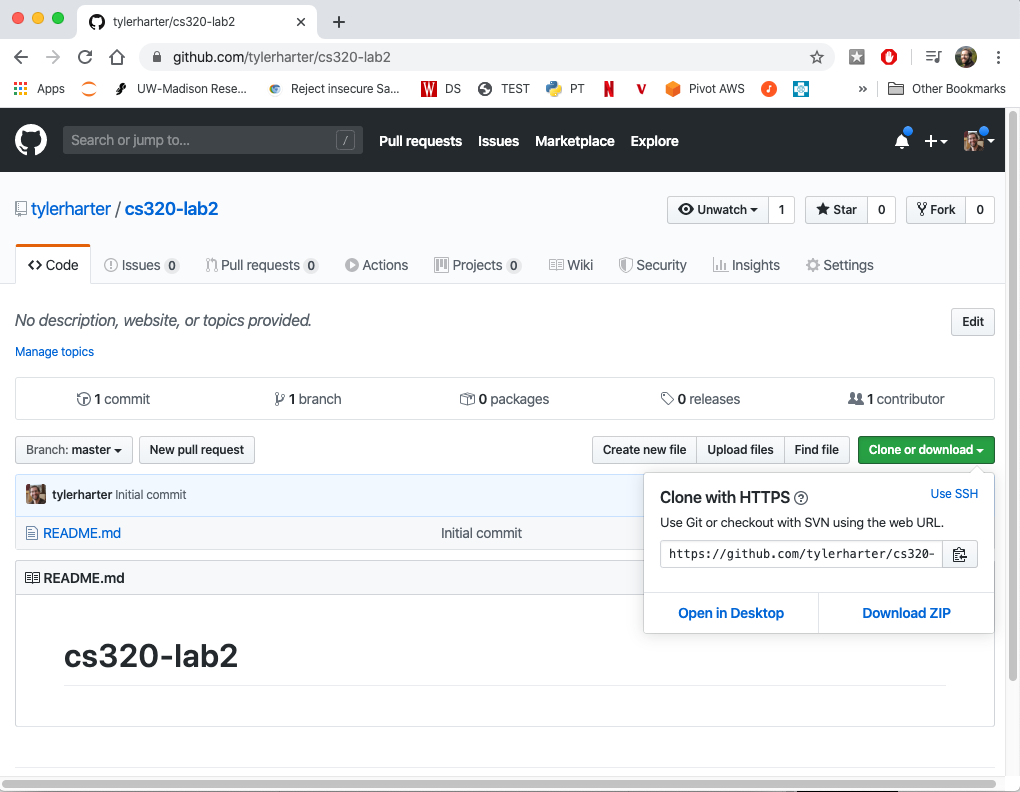 tylerharter/cs320-lab2
github.com/tylerharter/cs320-lab2
Apps UW-Madison Rese... Reject insecure Sa... W DS TEST PT N V Pivot AWS » Other Bookmarks
Search or jump to... / Pull requests Issues Marketplace Explore
tylerharter / cs320-lab2 Unwatch 1 Star 0 Fork 0
<> Code Issues 0 Pull requests 0 Actions Projects 0 Wiki Security Insights Settings
No description, website, or topics provided. Edit
Manage topics
1 commit 1 branch 0 packages 0 releases 1 contributor
Branch: master New pull request Create new file Upload files Find file Clone or download
tylerharter Initial commit
README.md Initial commit
Clone with HTTPS ? Use SSH
Use Git or checkout with SVN using the web URL.
https://github.com/tylerharter/cs320-
Open in Desktop Download ZIP
README.md
cs320-lab2